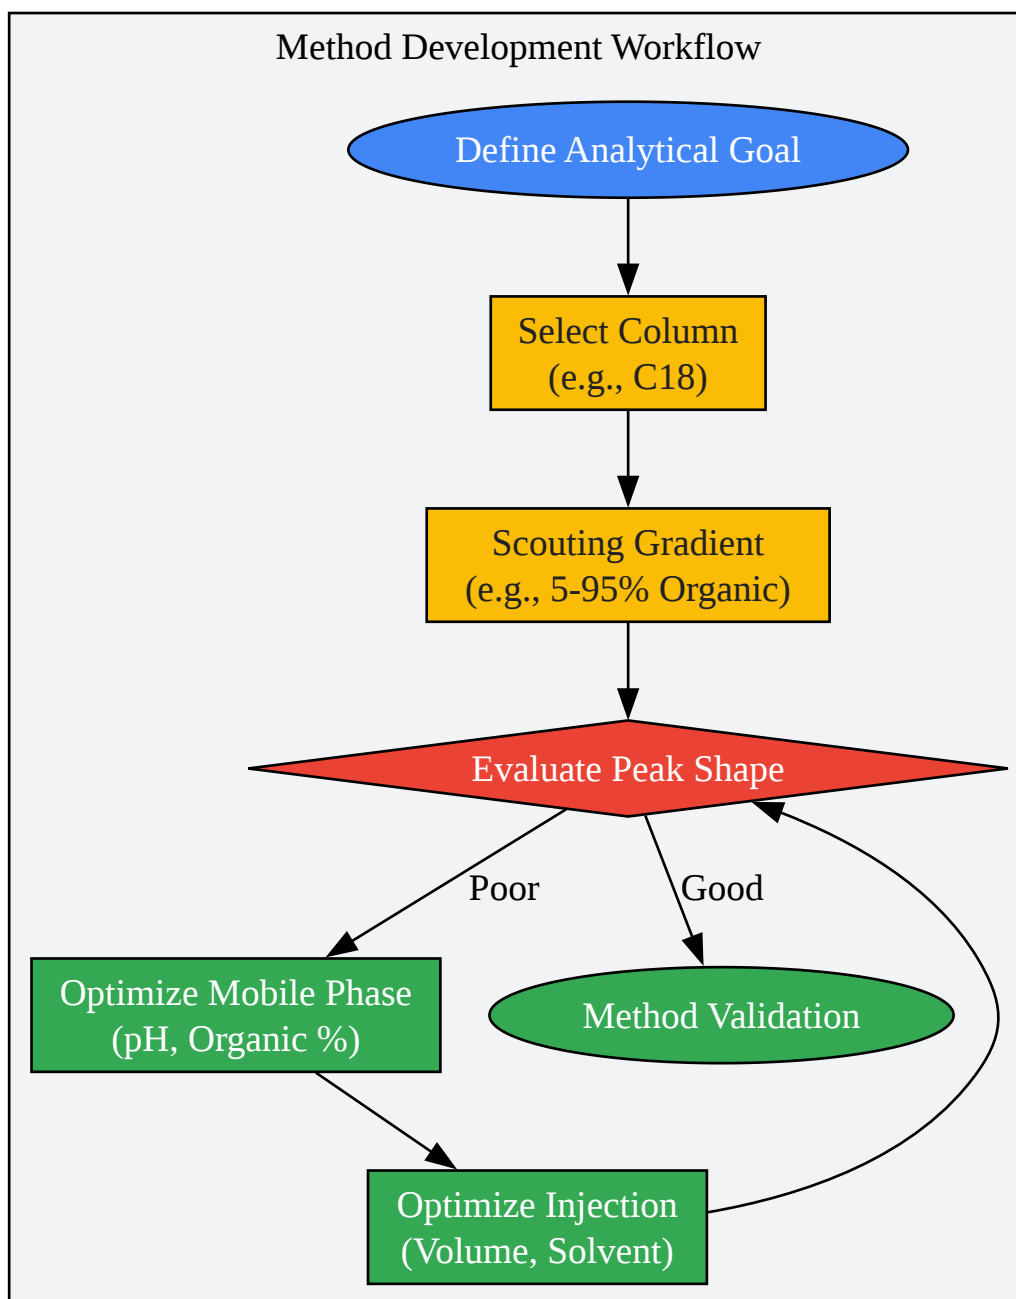 Method Development Workflow
Define Analytical Goal
Select Column
(e.g., C18)
Scouting Gradient
(e.g., 5-95% Organic)
Evaluate Peak Shape
Poor
Good
Optimize Mobile Phase
(pH, Organic %)
Method Validation
Optimize Injection
(Volume, Solvent)